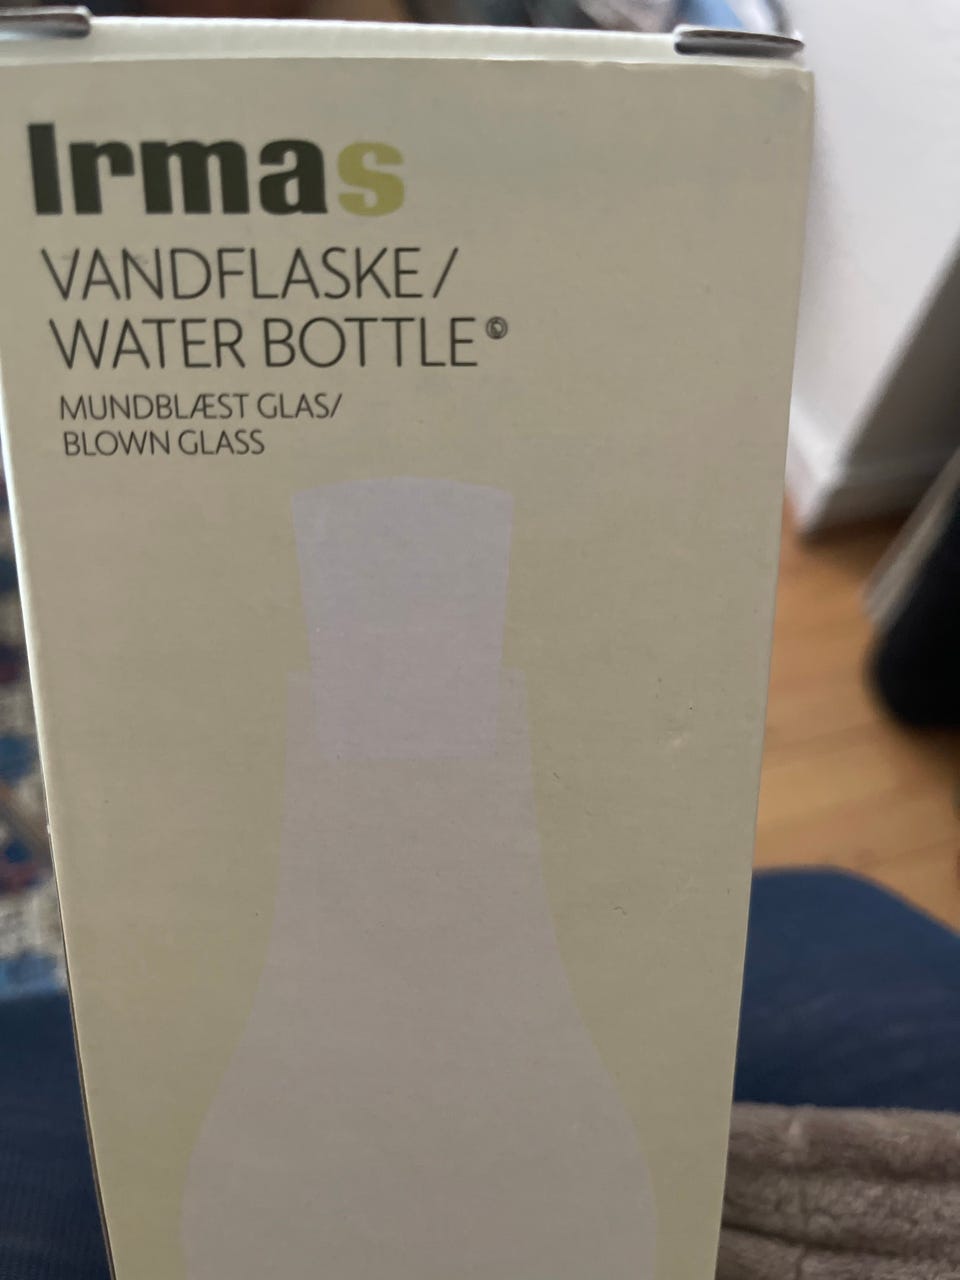 Irmas
VANDFLASKE/
WATER BOTTLE©
MUNDBLÆST GLAS/
BLOWN GLASS